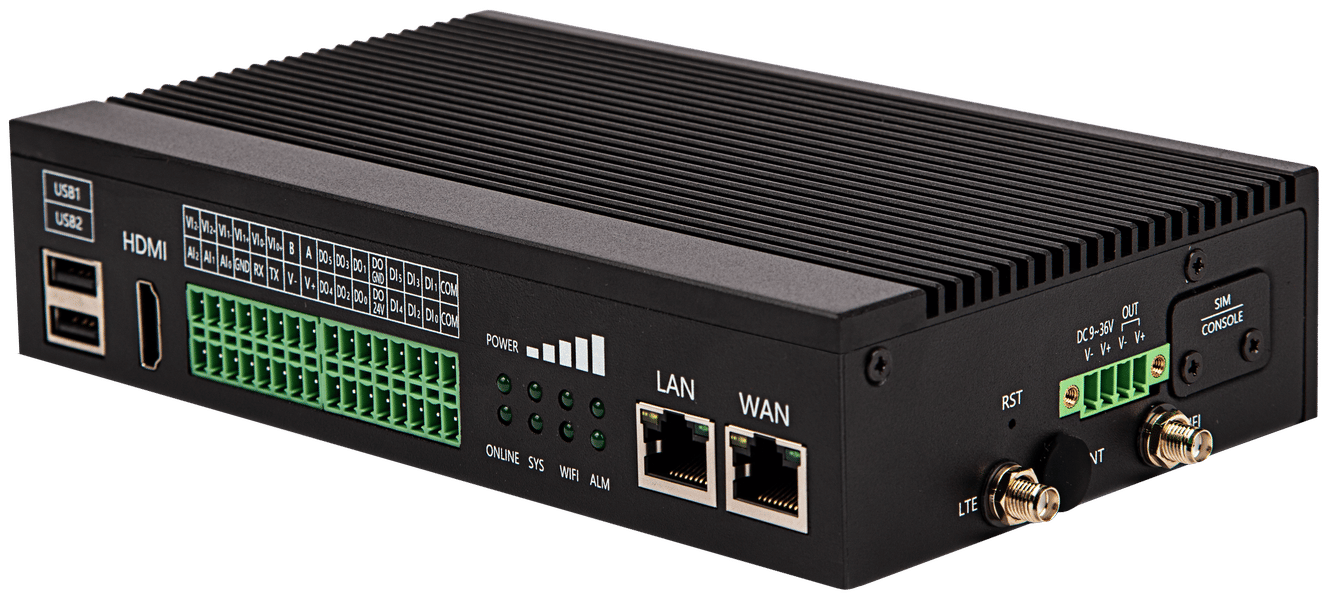 USB1
USB2
HDMI
VI2- VI2+ VI1- VI1+ VI0- VI0+ B A DO5 DO3 DO1 DO GND DI5 DI3 DI1 COM
AI2 AI1 AI0 GND RX TX V- V+ DO4 DO2 DO0 DO 24V DI4 DI2 DI0 COM
POWER
ONLINE SYS WIFI ALM
LAN
WAN
SIM
CONSOLE
OUT
DC 9~36V
V- V+ V- V+
RST
LTE